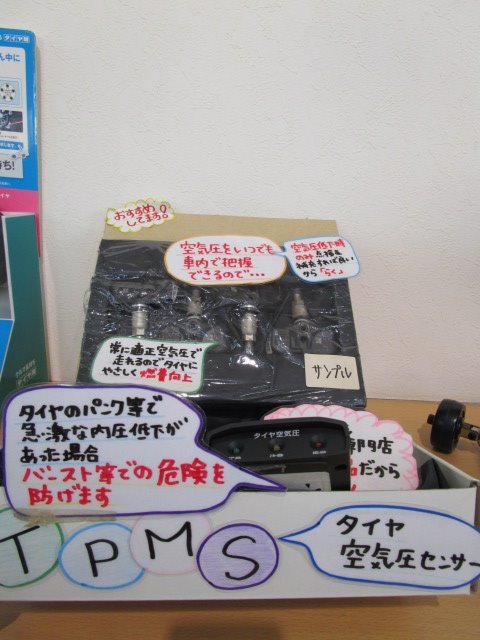 おすすめ
してます!
空気圧をいつでも
車内で把握
できるので・・・
空気圧低下時
のみ点検&
補充すれば良い
から「らく」
常に適正空気圧で
走れるのでタイヤに
やさしく燃費向上
サンプル
タイヤのパンク等で
急激な内圧低下が
あった場合
バースト等での危険を
防げます
タイヤ空気圧
専門店
だから
TPMS
タイヤ
空気圧センサー
ん中に